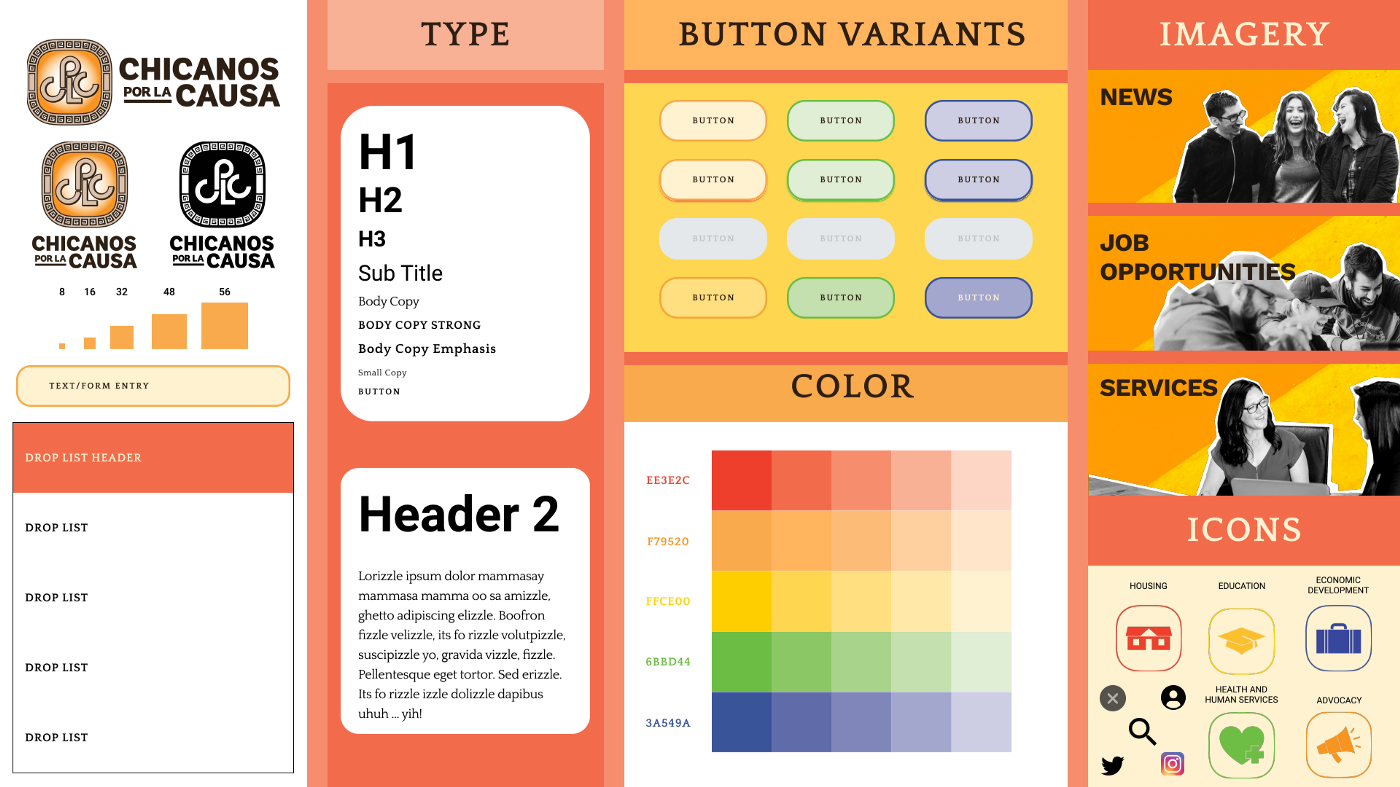 CPLC
CHICANOS
POR LA CAUSA
CPLC
CHICANOS
POR LA CAUSA
CPLC
CHICANOS
POR LA CAUSA
8 16 32 48 56
TEXT/FORM ENTRY
DROP LIST HEADER
DROP LIST
DROP LIST
DROP LIST
DROP LIST
TYPE
H1
H2
H3
Sub Title
Body Copy
BODY COPY STRONG
Body Copy Emphasis
Small Copy
BUTTON
Header 2
Lorizzle ipsum dolor mammasay
mammasa mamma oo sa amizzle,
ghetto adipiscing elizzle. Boofron
fizzle velizzle, its fo rizzle volutpizzle,
suscipizzle yo, gravida vizzle, fizzle.
Pellentesque eget tortor. Sed erizzle.
Its fo rizzle izzle dolizzle dapibus
uhuh ... yih!
BUTTON VARIANTS
BUTTON BUTTON BUTTON
BUTTON BUTTON BUTTON
BUTTON BUTTON BUTTON
BUTTON BUTTON BUTTON
COLOR
EE3E2C
F79520
FFCE00
6BBD44
3A549A
IMAGERY
NEWS
JOB
OPPORTUNITIES
SERVICES
ICONS
HOUSING
EDUCATION
ECONOMIC
DEVELOPMENT
HEALTH AND
HUMAN SERVICES
ADVOCACY